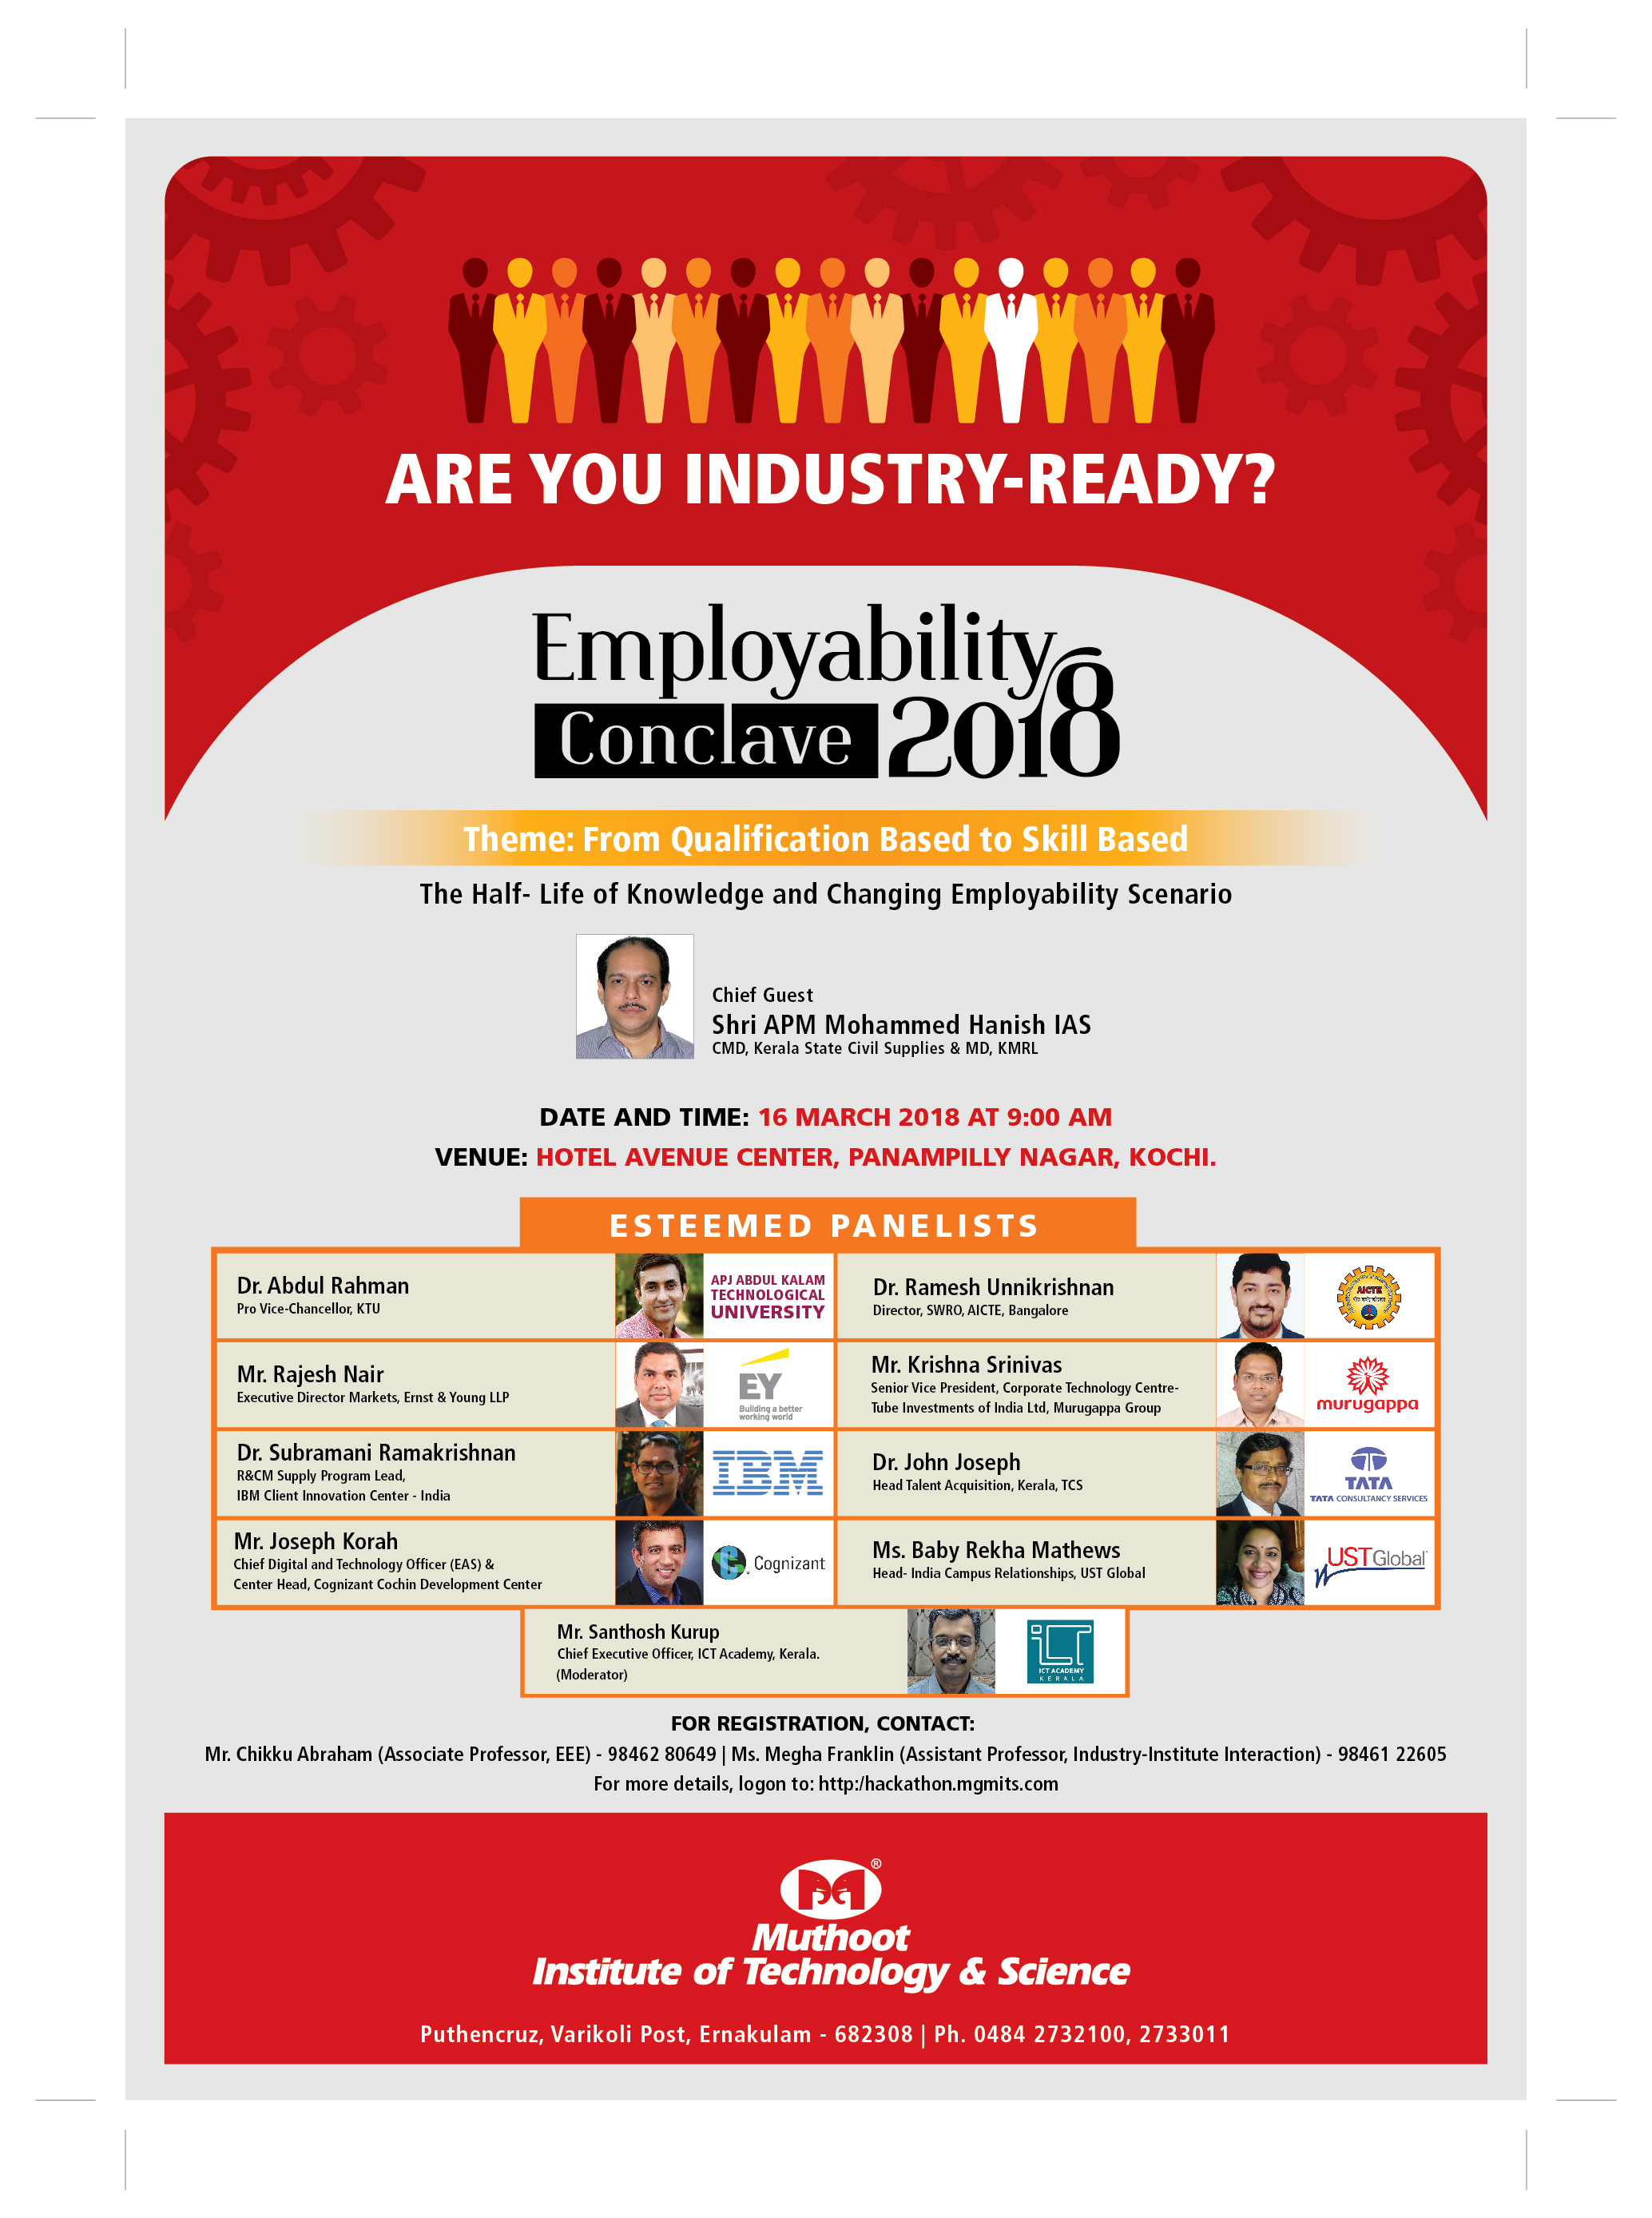 ARE YOU INDUSTRY-READY?
Employability
Conclave 2018
Theme: From Qualification Based to Skill Based
The Half- Life of Knowledge and Changing Employability Scenario
Chief Guest
Shri APM Mohammed Hanish IAS
CMD, Kerala State Civil Supplies & MD, KMRL
DATE AND TIME: 16 MARCH 2018 AT 9:00 AM
VENUE: HOTEL AVENUE CENTER, PANAMPILLY NAGAR, KOCHI.
ESTEEMED PANELISTS
Dr. Abdul Rahman
Pro Vice-Chancellor, KTU
APJ ABDUL KALAM
TECHNOLOGICAL
UNIVERSITY
Dr. Ramesh Unnikrishnan
Director, SWRO, AICTE, Bangalore
AICTE
Mr. Rajesh Nair
Executive Director Markets, Ernst & Young LLP
EY
Building a better
working world
Mr. Krishna Srinivas
Senior Vice President, Corporate Technology Centre-
Tube Investments of India Ltd, Murugappa Group
murugappa
Dr. Subramani Ramakrishnan
R&CM Supply Program Lead,
IBM Client Innovation Center - India
IBM
Dr. John Joseph
Head Talent Acquisition, Kerala, TCS
TATA
TATA CONSULTANCY SERVICES
Mr. Joseph Korah
Chief Digital and Technology Officer (EAS) &
Center Head, Cognizant Cochin Development Center
Cognizant
Ms. Baby Rekha Mathews
Head- India Campus Relationships, UST Global
UST Global
Mr. Santhosh Kurup
Chief Executive Officer, ICT Academy, Kerala.
(Moderator)
ICT
ICT ACADEMY
KERALA
FOR REGISTRATION, CONTACT:
Mr. Chikku Abraham (Associate Professor, EEE) - 98462 80649 | Ms. Megha Franklin (Assistant Professor, Industry-Institute Interaction) - 98461 22605
For more details, logon to: http:/hackathon.mgmits.com
®
Muthoot
Institute of Technology & Science
Puthencruz, Varikoli Post, Ernakulam - 682308 | Ph. 0484 2732100, 2733011